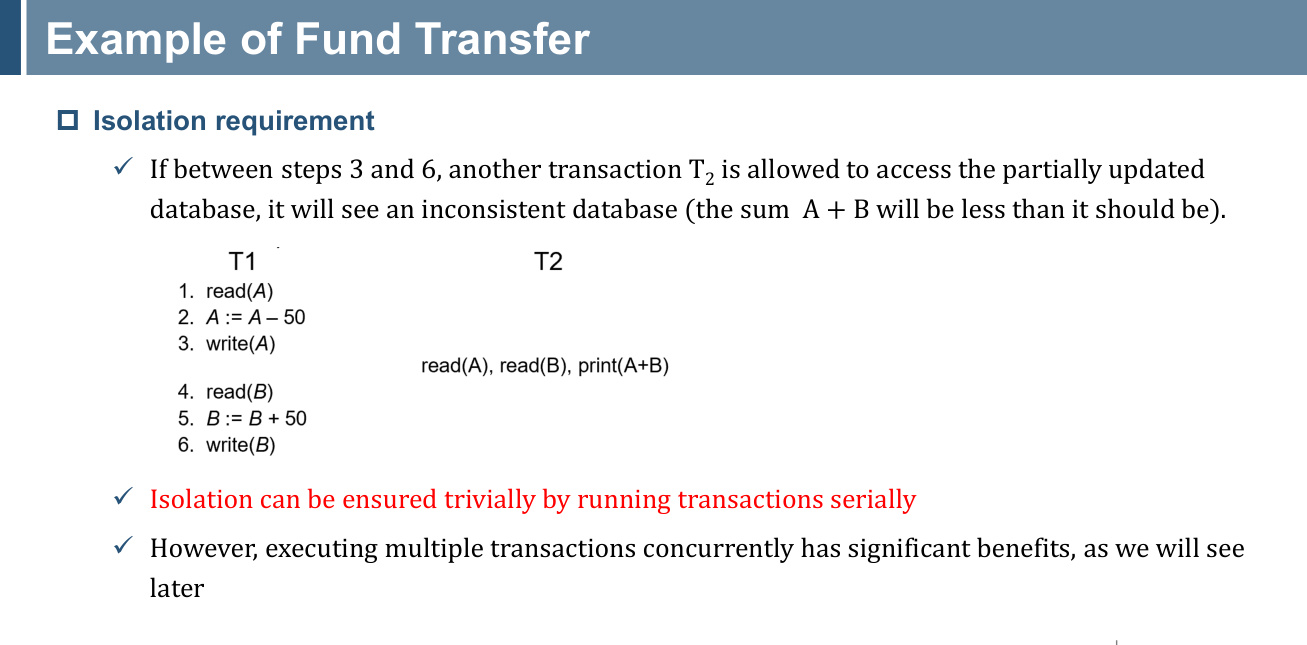 Example of Fund Transfer
Isolation requirement
If between steps 3 and 6, another transaction T₂ is allowed to access the partially updated
database, it will see an inconsistent database (the sum A + B will be less than it should be).
T1 T2
1. read(A)
2. A := A – 50
3. write(A)
read(A), read(B), print(A+B)
4. read(B)
5. B := B + 50
6. write(B)
Isolation can be ensured trivially by running transactions serially
However, executing multiple transactions concurrently has significant benefits, as we will see
later